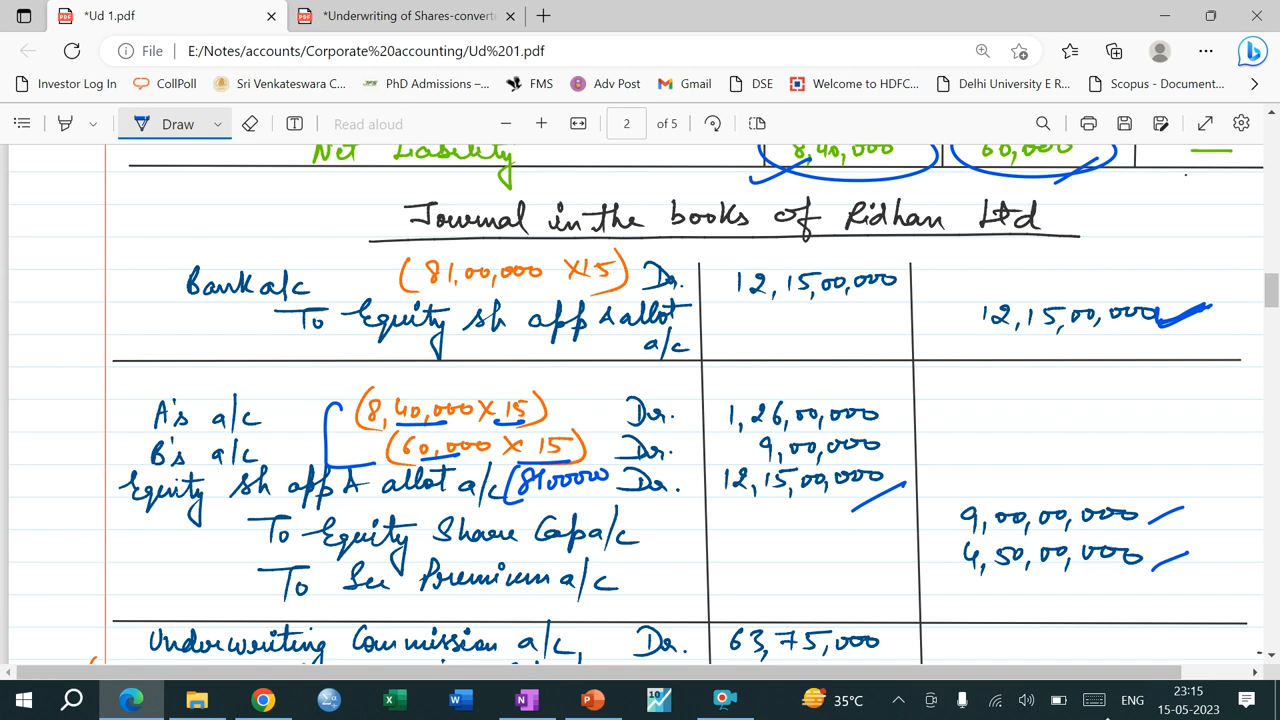 *Ud 1.pdf
*Underwriting of Shares-converte
File
E:/Notes/accounts/Corporate%20accounting/Ud%201.pdf
Investor Log In
CollPoll
Sri Venkateswara C...
PhD Admissions –...
FMS
Adv Post
Gmail
DSE
Welcome to HDFC...
Delhi University E R...
Scopus - Document...
Draw
Read aloud
2
of 5
Net Liability 8,40,000 60,000
Journal in the books of Ridhan Ltd
Bank a/c (81,00,000 X 15) Dr. 12,15,00,000
To Equity sh app & allot a/c 12,15,00,000
A's a/c (8,40,000 X 15) Dr. 1,26,00,000
B's a/c (60,000 X 15) Dr. 9,00,000
Equity sh app & allot a/c (8100000 Dr. 12,15,00,000
To Equity Share Cap a/c 9,00,00,000
To Sec Premium a/c 4,50,00,000
Underwriting Commission a/c, Dr. 63,75,000
35°C
ENG
23:15
15-05-2023